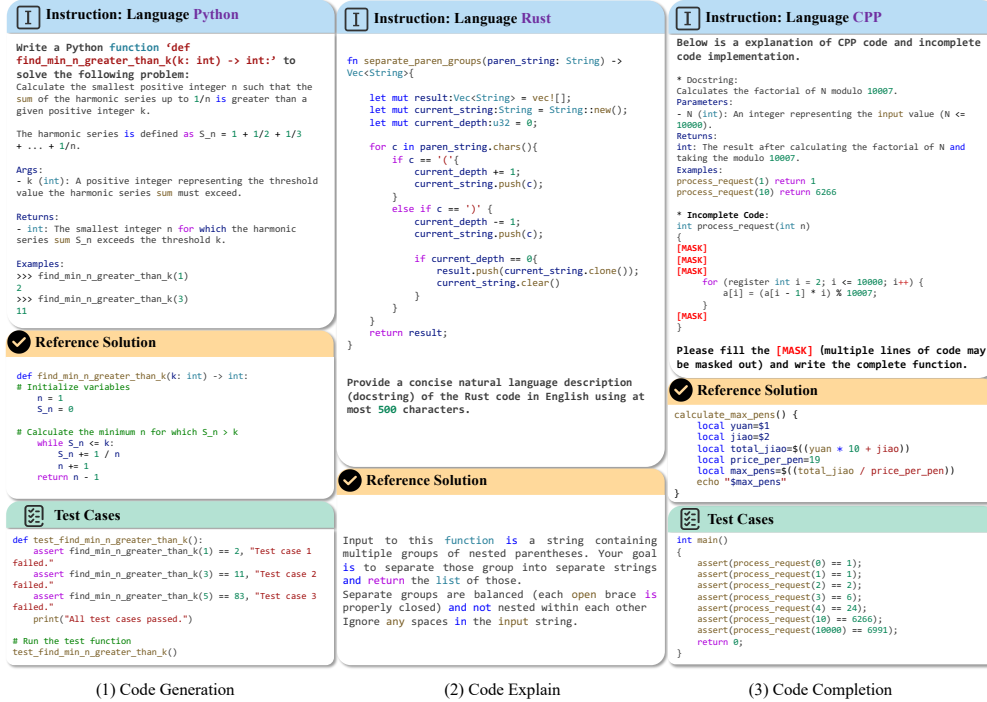 Instruction: Language Python
Write a Python function ‘def
find_min_n_greater_than_k(k: int) -> int:’ to
solve the following problem:
Calculate the smallest positive integer n such that the
sum of the harmonic series up to 1/n is greater than a
given positive integer k.
The harmonic series is defined as S_n = 1 + 1/2 + 1/3
+ ... + 1/n.
Args:
- k (int): A positive integer representing the threshold
value the harmonic series sum must exceed.
Returns:
- int: The smallest integer n for which the harmonic
series sum S_n exceeds the threshold k.
Examples:
>>> find_min_n_greater_than_k(1)
2
>>> find_min_n_greater_than_k(3)
11
Reference Solution
def find_min_n_greater_than_k(k: int) -> int:
# Initialize variables
n = 1
S_n = 0
# Calculate the minimum n for which S_n > k
while S_n <= k:
S_n += 1 / n
n += 1
return n - 1
Test Cases
def test_find_min_n_greater_than_k():
assert find_min_n_greater_than_k(1) == 2, "Test case 1
failed."
assert find_min_n_greater_than_k(3) == 11, "Test case 2
failed."
assert find_min_n_greater_than_k(5) == 83, "Test case 3
failed."
print("All test cases passed.")
# Run the test function
test_find_min_n_greater_than_k()
(1) Code Generation
Instruction: Language Rust
fn separate_paren_groups(paren_string: String) ->
Vec<String>{
let mut result:Vec<String> = vec![];
let mut current_string:String = String::new();
let mut current_depth:u32 = 0;
for c in paren_string.chars(){
if c == '('{
current_depth += 1;
current_string.push(c);
}
else if c == ')' {
current_depth -= 1;
current_string.push(c);
if current_depth == 0{
result.push(current_string.clone());
current_string.clear()
}
}
}
return result;
}
Provide a concise natural language description
(docstring) of the Rust code in English using at
most 500 characters.
Reference Solution
Input to this function is a string containing
multiple groups of nested parentheses. Your goal
is to separate those group into separate strings
and return the list of those.
Separate groups are balanced (each open brace is
properly closed) and not nested within each other
Ignore any spaces in the input string.
(2) Code Explain
Instruction: Language CPP
Below is a explanation of CPP code and incomplete
code implementation.
* Docstring:
Calculates the factorial of N modulo 10007.
Parameters:
- N (int): An integer representing the input value (N <=
10000).
Returns:
int: The result after calculating the factorial of N and
taking the modulo 10007.
Examples:
process_request(1) return 1
process_request(10) return 6266
* Incomplete Code:
int process_request(int n)
{
[MASK]
[MASK]
[MASK]
for (register int i = 2; i <= 10000; i++) {
a[i] = (a[i - 1] * i) % 10007;
}
[MASK]
}
Please fill the [MASK] (multiple lines of code may
be masked out) and write the complete function.
Reference Solution
calculate_max_pens() {
local yuan=$1
local jiao=$2
local total_jiao=$((yuan * 10 + jiao))
local price_per_pen=19
local max_pens=$((total_jiao / price_per_pen))
echo "$max_pens"
}
Test Cases
int main()
{
assert(process_request(0) == 1);
assert(process_request(1) == 1);
assert(process_request(2) == 2);
assert(process_request(3) == 6);
assert(process_request(4) == 24);
assert(process_request(10) == 6266);
assert(process_request(10000) == 6991);
return 0;
}
(3) Code Completion